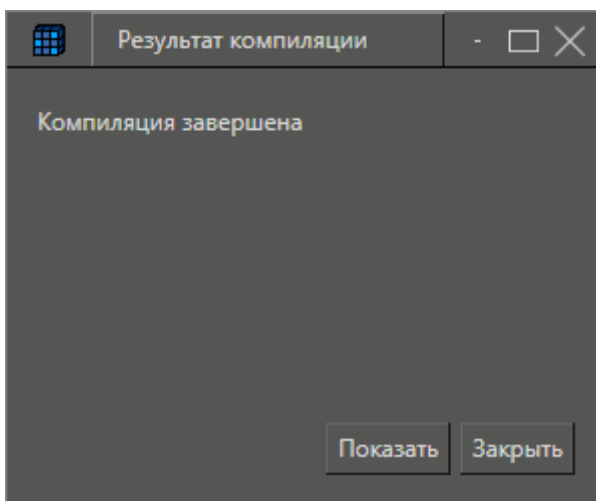 Результат компиляции
Компиляция завершена
Показать Закрыть